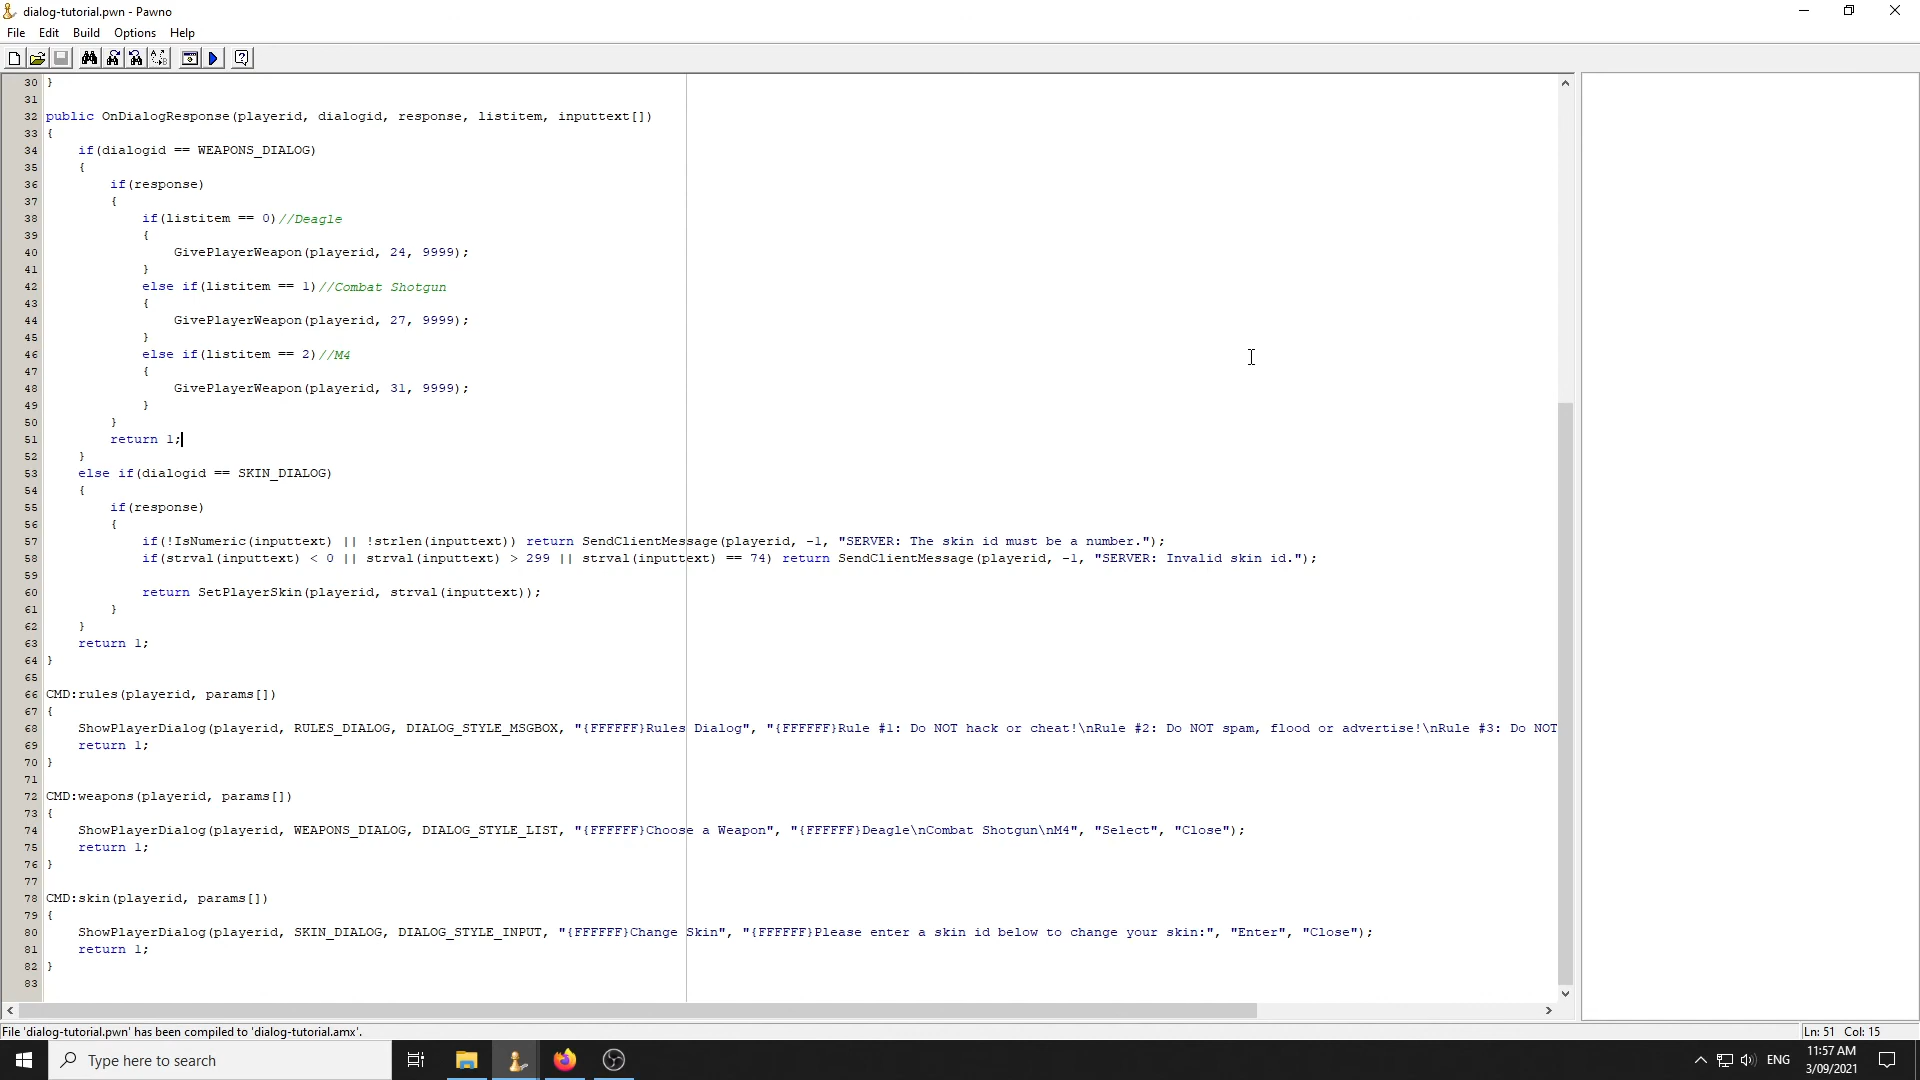 dialog-tutorial.pwn - Pawno
File Edit Build Options Help
30 }
31
32 public OnDialogResponse(playerid, dialogid, response, listitem, inputtext[])
33 {
34 if(dialogid == WEAPONS_DIALOG)
35 {
36 if(response)
37 {
38 if(listitem == 0)//Deagle
39 {
40 GivePlayerWeapon(playerid, 24, 9999);
41 }
42 else if(listitem == 1)//Combat Shotgun
43 {
44 GivePlayerWeapon(playerid, 27, 9999);
45 }
46 else if(listitem == 2)//M4
47 {
48 GivePlayerWeapon(playerid, 31, 9999);
49 }
50 }
51 return 1;
52 }
53 else if(dialogid == SKIN_DIALOG)
54 {
55 if(response)
56 {
57 if(!IsNumeric(inputtext) || !strlen(inputtext)) return SendClientMessage(playerid, -1, "SERVER: The skin id must be a number.");
58 if(strval(inputtext) < 0 || strval(inputtext) > 299 || strval(inputtext) == 74) return SendClientMessage(playerid, -1, "SERVER: Invalid skin id.");
59
60 return SetPlayerSkin(playerid, strval(inputtext));
61 }
62 }
63 return 1;
64 }
65
66 CMD:rules(playerid, params[])
67 {
68 ShowPlayerDialog(playerid, RULES_DIALOG, DIALOG_STYLE_MSGBOX, "{FFFFFF}Rules Dialog", "{FFFFFF}Rule #1: Do NOT hack or cheat!\nRule #2: Do NOT spam, flood or advertise!\nRule #3: Do NOT
69 return 1;
70 }
71
72 CMD:weapons(playerid, params[])
73 {
74 ShowPlayerDialog(playerid, WEAPONS_DIALOG, DIALOG_STYLE_LIST, "{FFFFFF}Choose a Weapon", "{FFFFFF}Deagle\nCombat Shotgun\nM4", "Select", "Close");
75 return 1;
76 }
77
78 CMD:skin(playerid, params[])
79 {
80 ShowPlayerDialog(playerid, SKIN_DIALOG, DIALOG_STYLE_INPUT, "{FFFFFF}Change Skin", "{FFFFFF}Please enter a skin id below to change your skin:", "Enter", "Close");
81 return 1;
82 }
83
File 'dialog-tutorial.pwn' has been compiled to 'dialog-tutorial.amx'.
Ln: 51 Col: 15
Type here to search
ENG
11:57 AM
3/09/2021